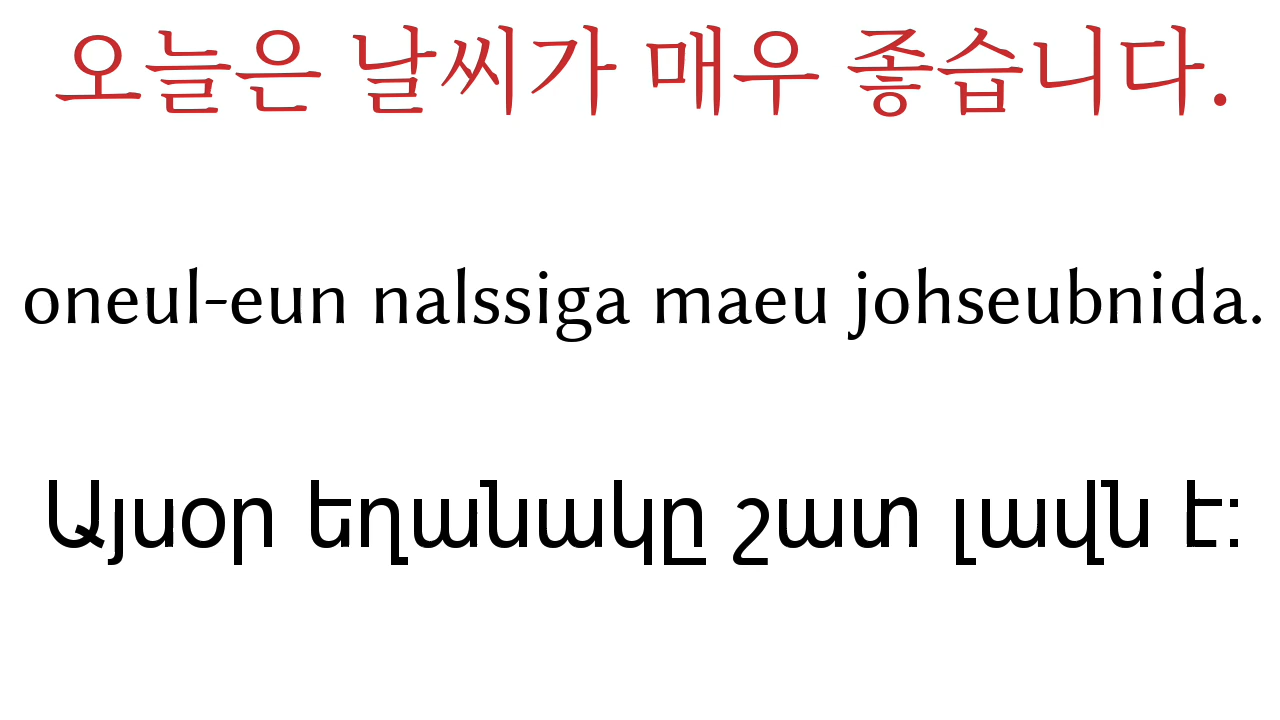 오늘은 날씨가 매우 좋습니다.
oneul-eun nalssiga maeu johseubnida.
Այսօր եղանակը շատ լավն է։